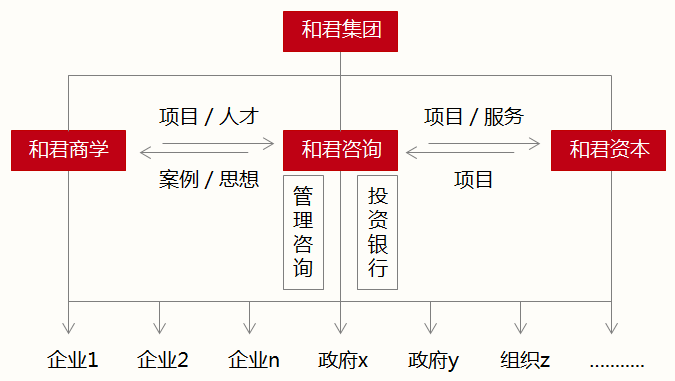 和君集团
项目 / 人才
项目 / 服务
和君商学
和君咨询
和君资本
案例 / 思想
项目
管理咨询
投资银行
企业1
企业2
企业n
政府x
政府y
组织z
...........